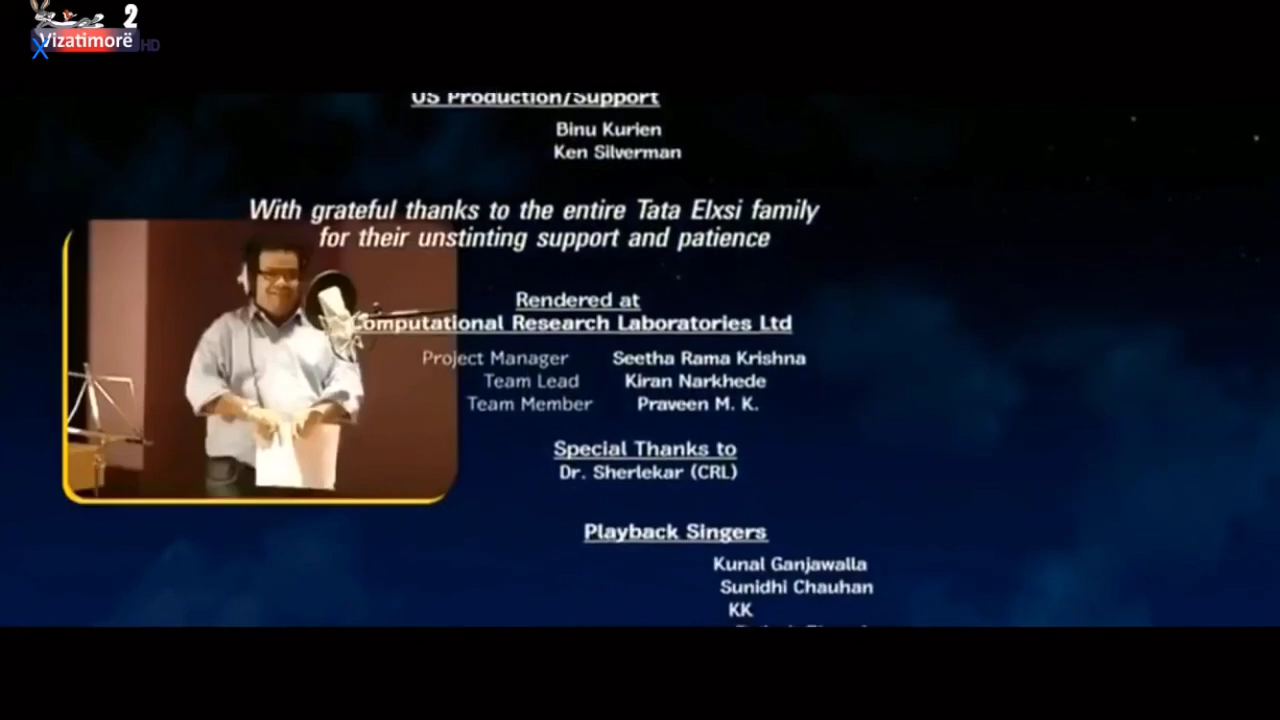 2
Vizatimorë
X HD
US Production/Support
Binu Kurien
Ken Silverman
With grateful thanks to the entire Tata Elxsi family
for their unstinting support and patience
Rendered at
Computational Research Laboratories Ltd
Project Manager Seetha Rama Krishna
Team Lead Kiran Narkhede
Team Member Praveen M. K.
Special Thanks to
Dr. Sherlekar (CRL)
Playback Singers
Kunal Ganjawalla
Sunidhi Chauhan
KK